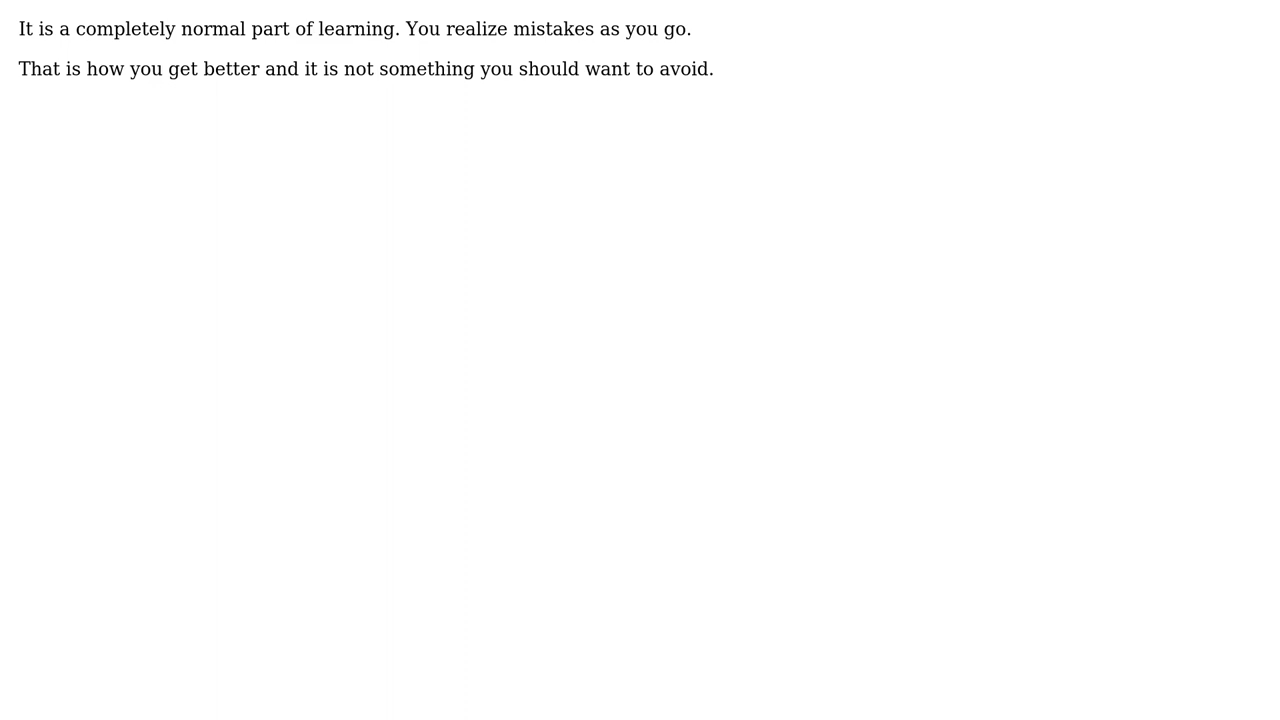 It is a completely normal part of learning. You realize mistakes as you go.
That is how you get better and it is not something you should want to avoid.